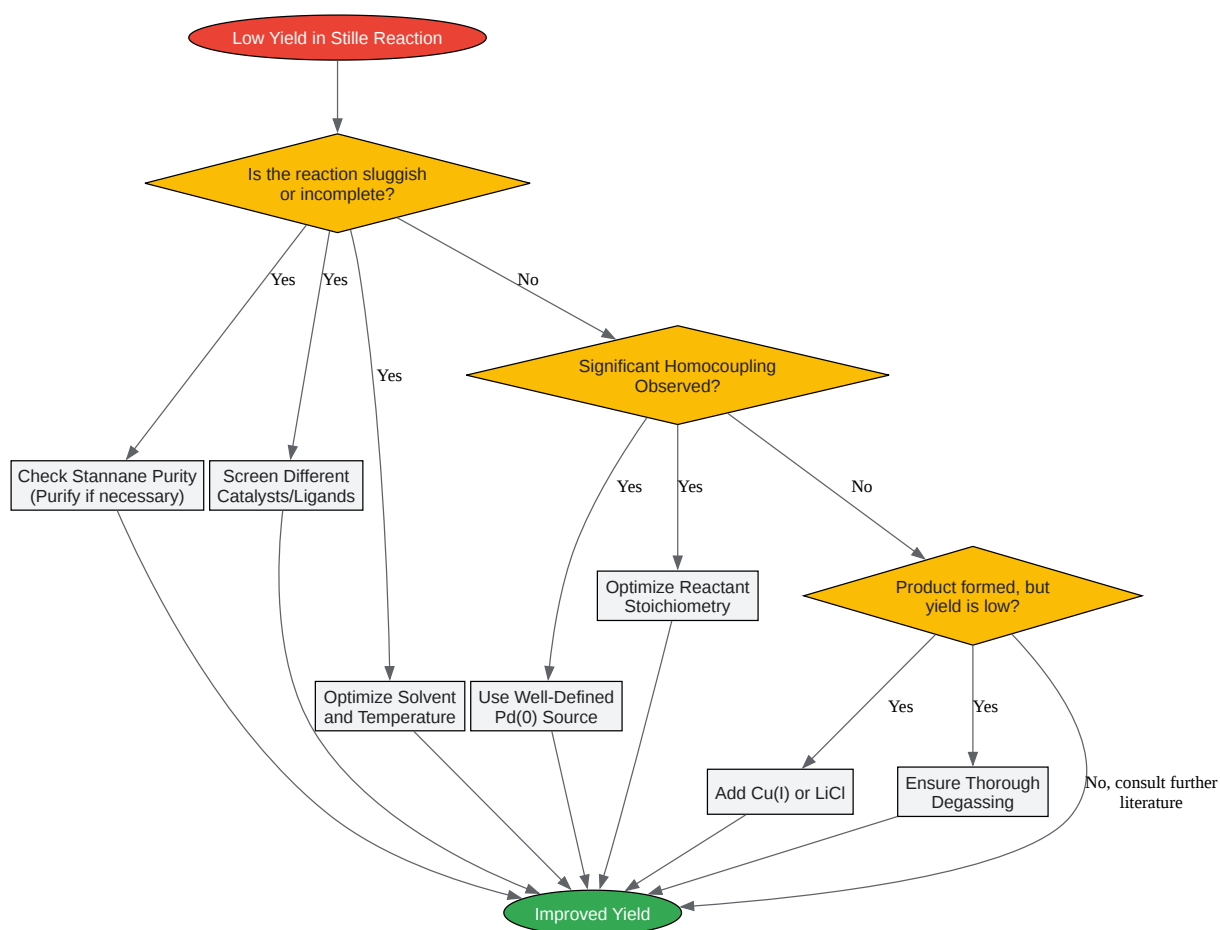 Low Yield in Stille Reaction
Is the reaction sluggish
or incomplete?
Yes
Yes
No
Yes
Significant Homocoupling
Observed?
Check Stannane Purity
(Purify if necessary)
Screen Different
Catalysts/Ligands
Yes
Yes
No
Optimize Reactant
Stoichiometry
Product formed, but
yield is low?
Optimize Solvent
and Temperature
Use Well-Defined
Pd(0) Source
Yes
Yes
Add Cu(I) or LiCl
Ensure Thorough
Degassing
No, consult further
literature
Improved Yield